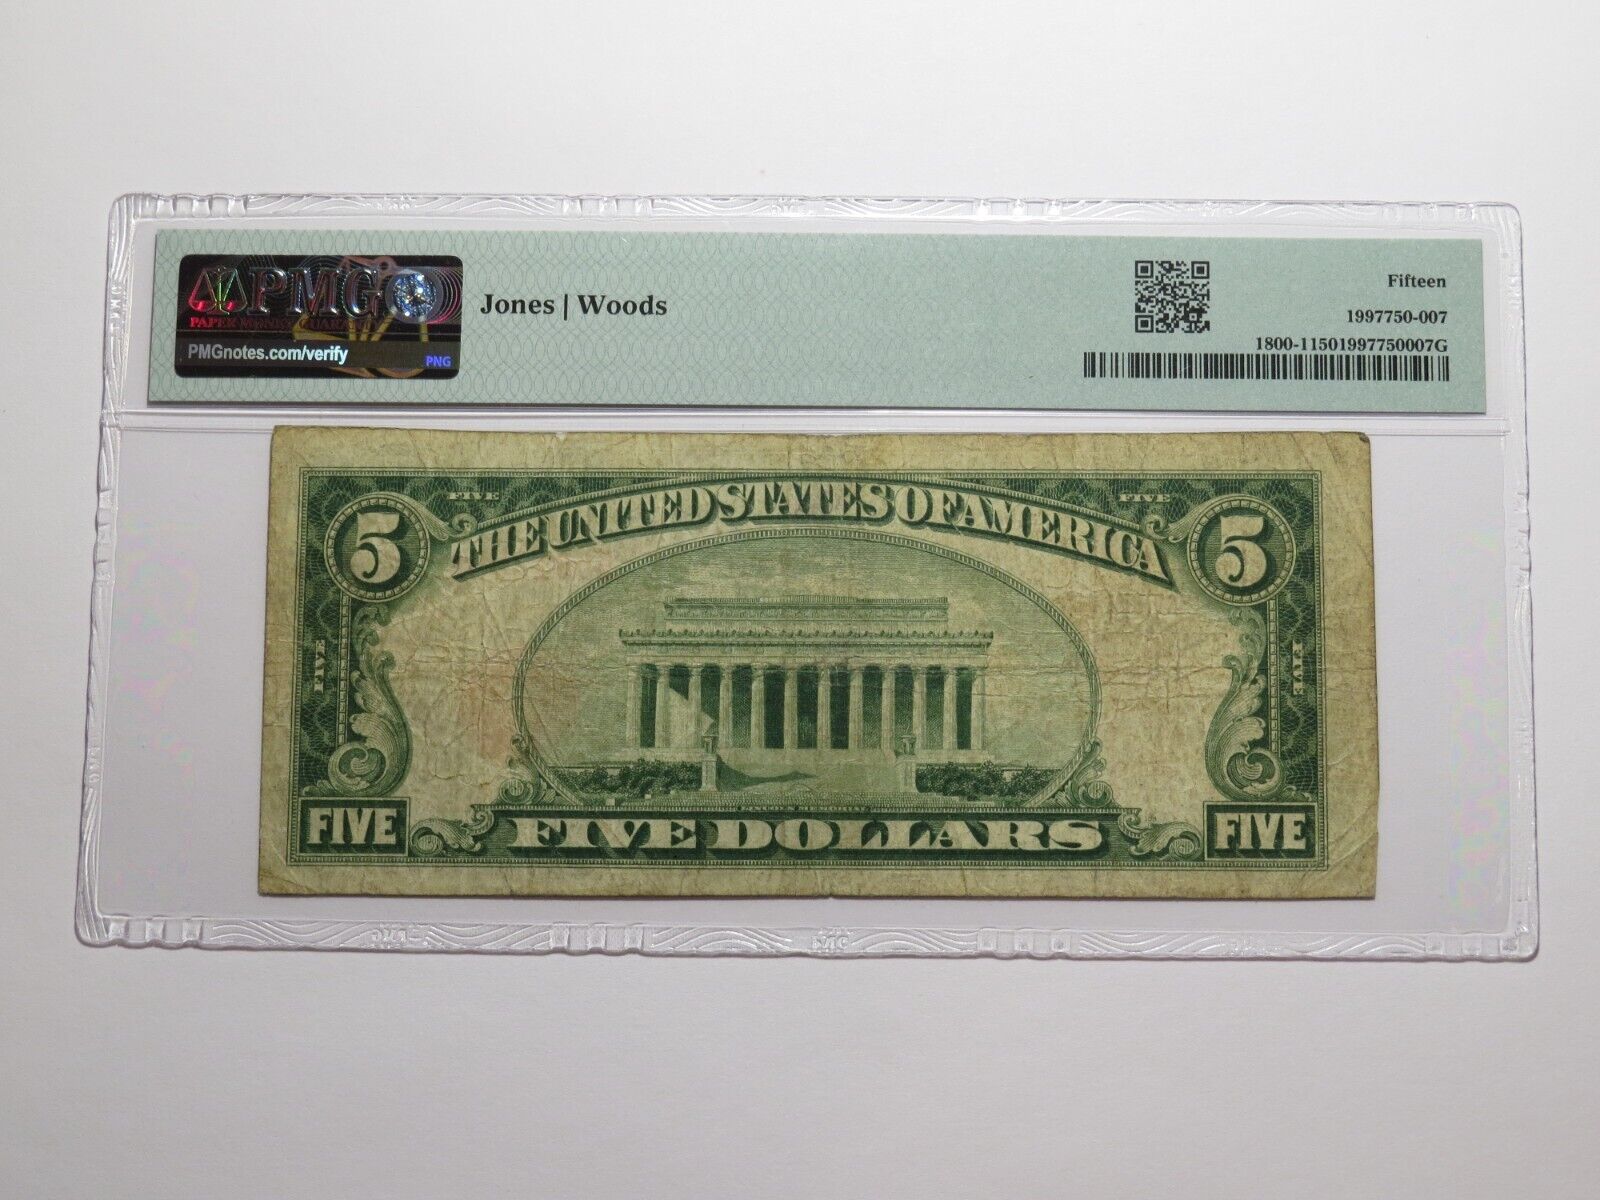 PMG
PAPER MONEY GUARANTY
PMGnotes.com/verify
PNG
Jones | Woods
Fifteen
1997750-007
1800-11501997750007G
FIVE
FIVE
5
THE UNITED STATES OF AMERICA
5
FIVE
FIVE
FIVE
FIVE DOLLARS
FIVE